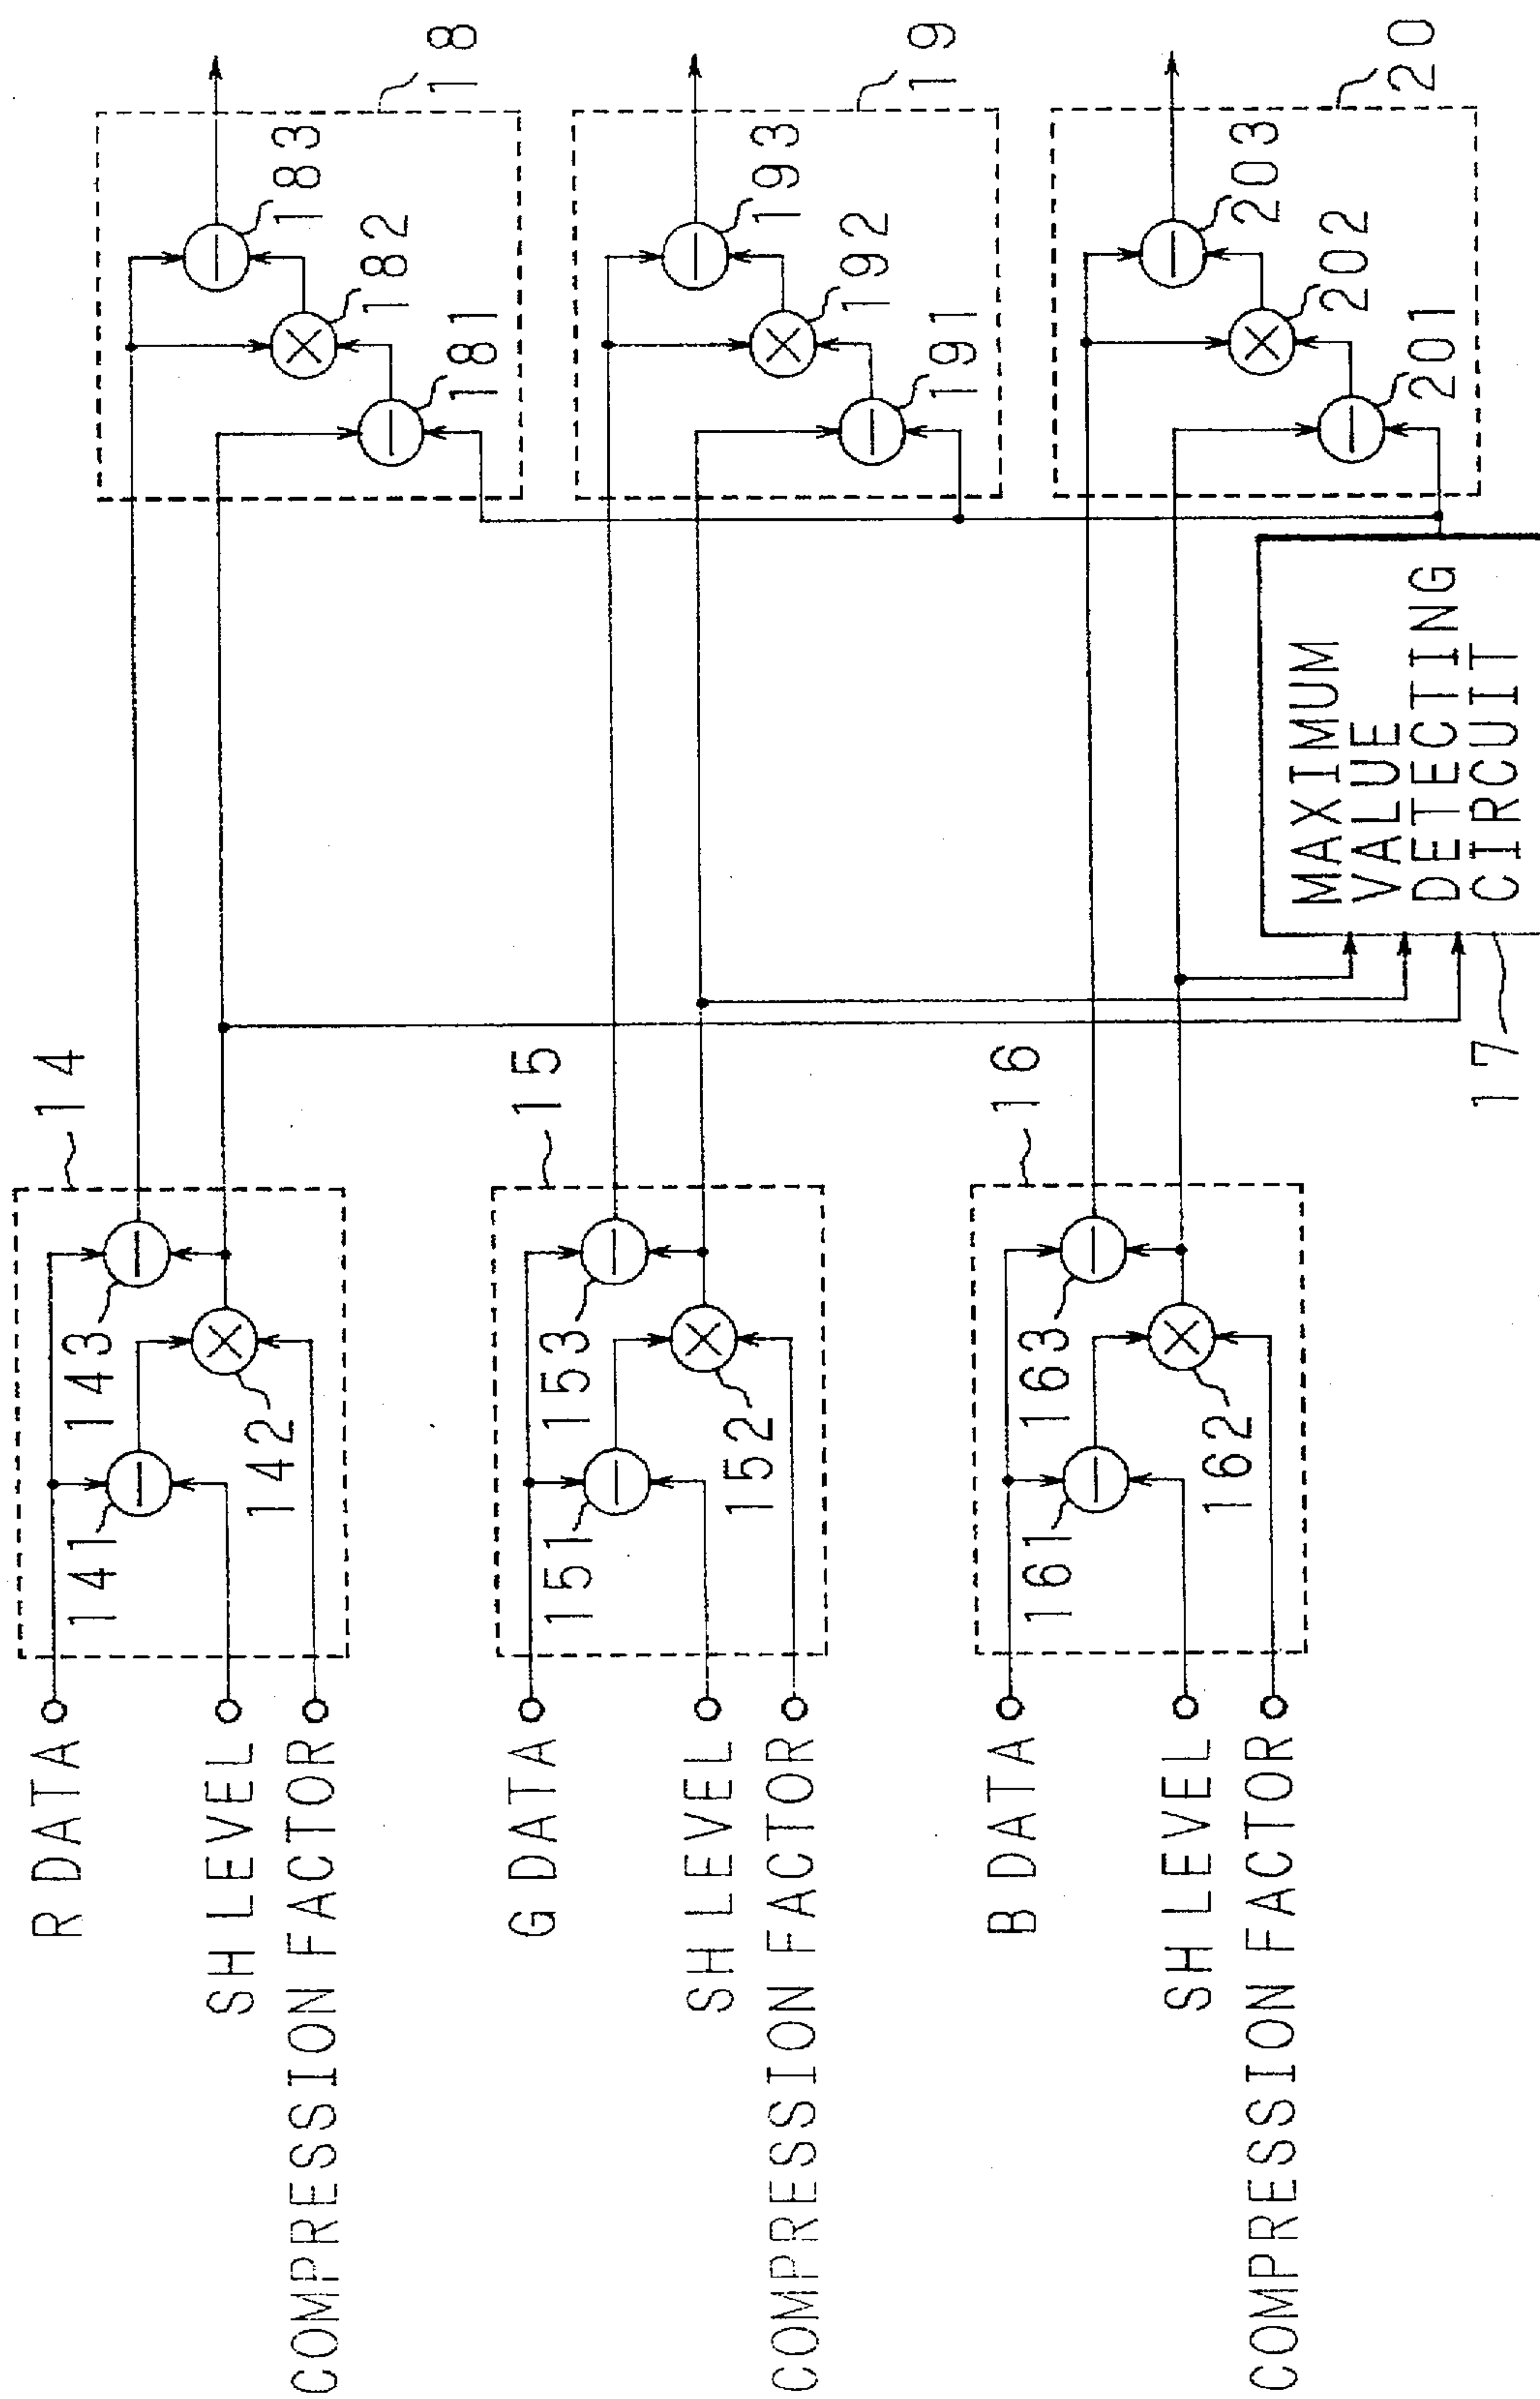 R DATA
SH LEVEL
COMPRESSION FACTOR
141
142
143
14
181
182
183
18
G DATA
SH LEVEL
COMPRESSION FACTOR
151
152
153
15
191
192
193
19
B DATA
SH LEVEL
COMPRESSION FACTOR
161
162
163
16
201
202
203
20
17
MAXIMUM
VALUE
DETECTING
CIRCUIT